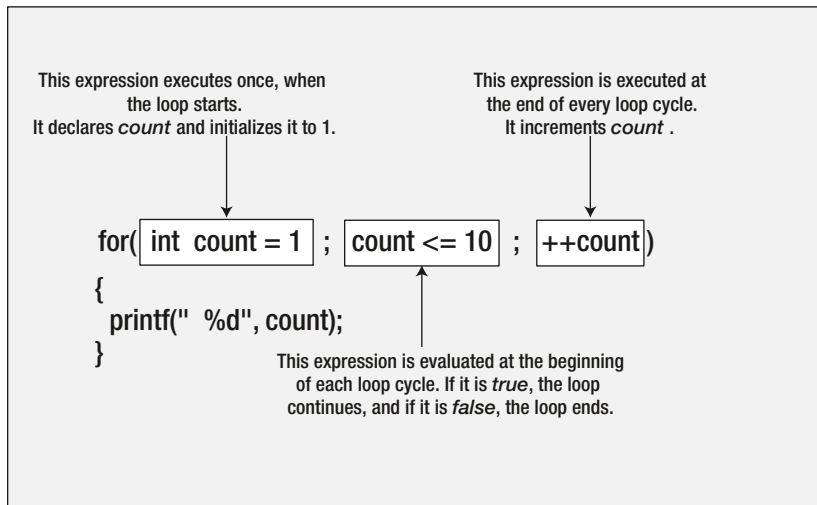 This expression executes once, when
the loop starts.
It declares count and initializes it to 1.
This expression is executed at
the end of every loop cycle.
It increments count .
for( int count = 1 ; count <= 10 ; ++count)
{
printf(" %d", count);
}
This expression is evaluated at the beginning
of each loop cycle. If it is true, the loop
continues, and if it is false, the loop ends.